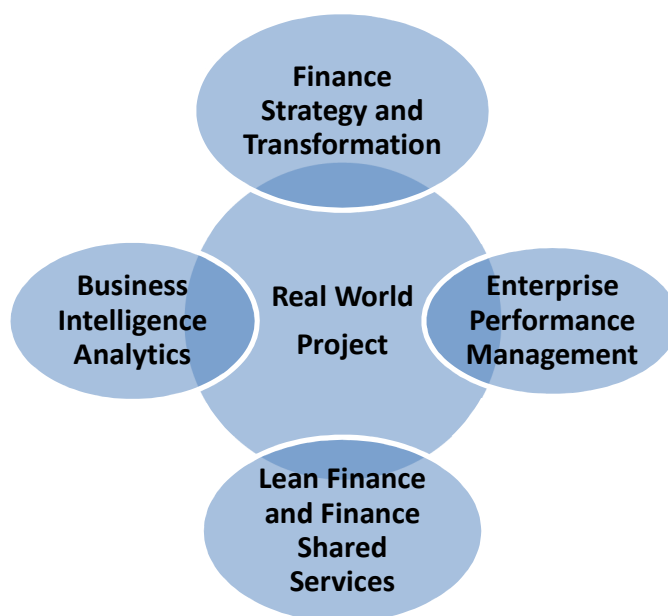 Finance
Strategy and
Transformation
Business
Intelligence
Analytics
Real World
Project
Enterprise
Performance
Management
Lean Finance
and Finance
Shared
Services